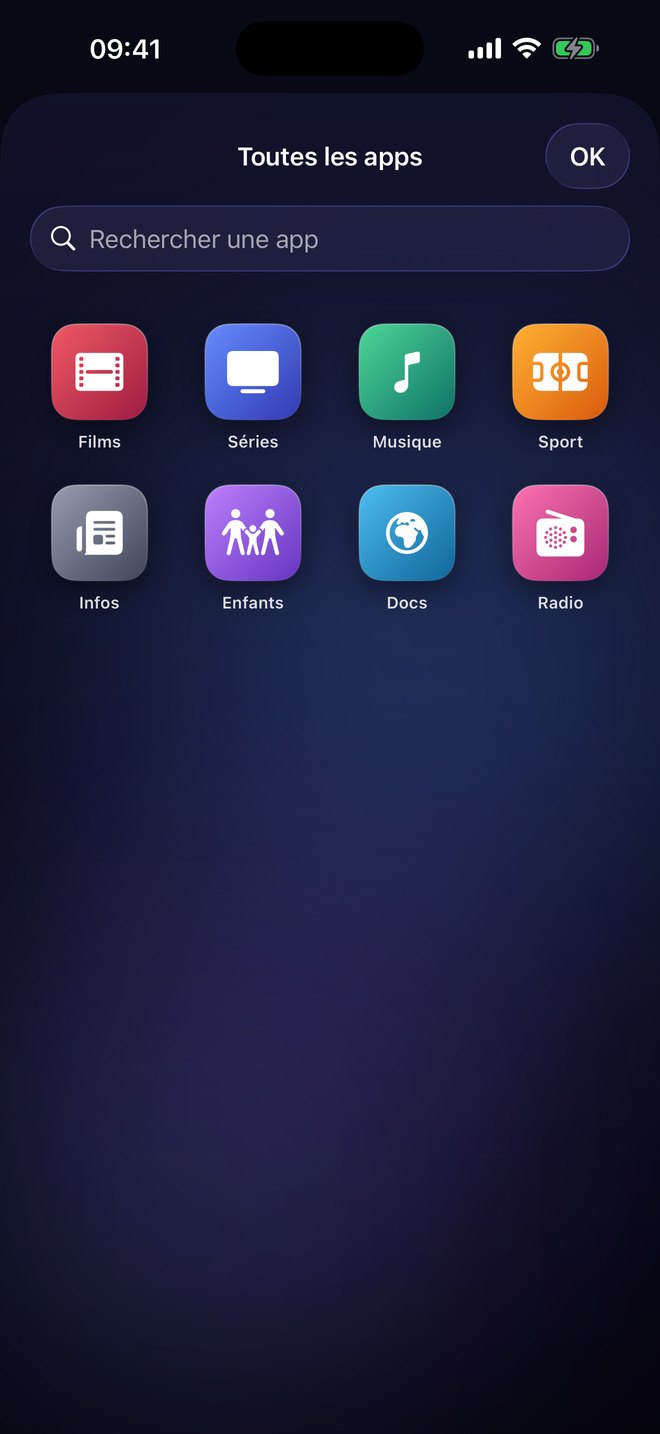 09:41
Toutes les apps
OK
Rechercher une app
Films
Séries
Musique
Sport
Infos
Enfants
Docs
Radio